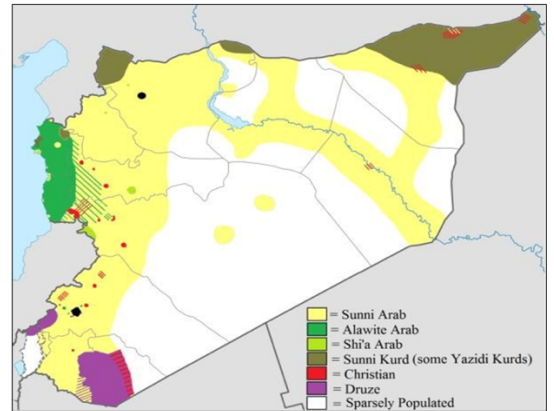 = Sunni Arab
= Alawite Arab
= Shi'a Arab
= Sunni Kurd (some Yazidi Kurds)
= Christian
= Druze
= Sparsely Populated